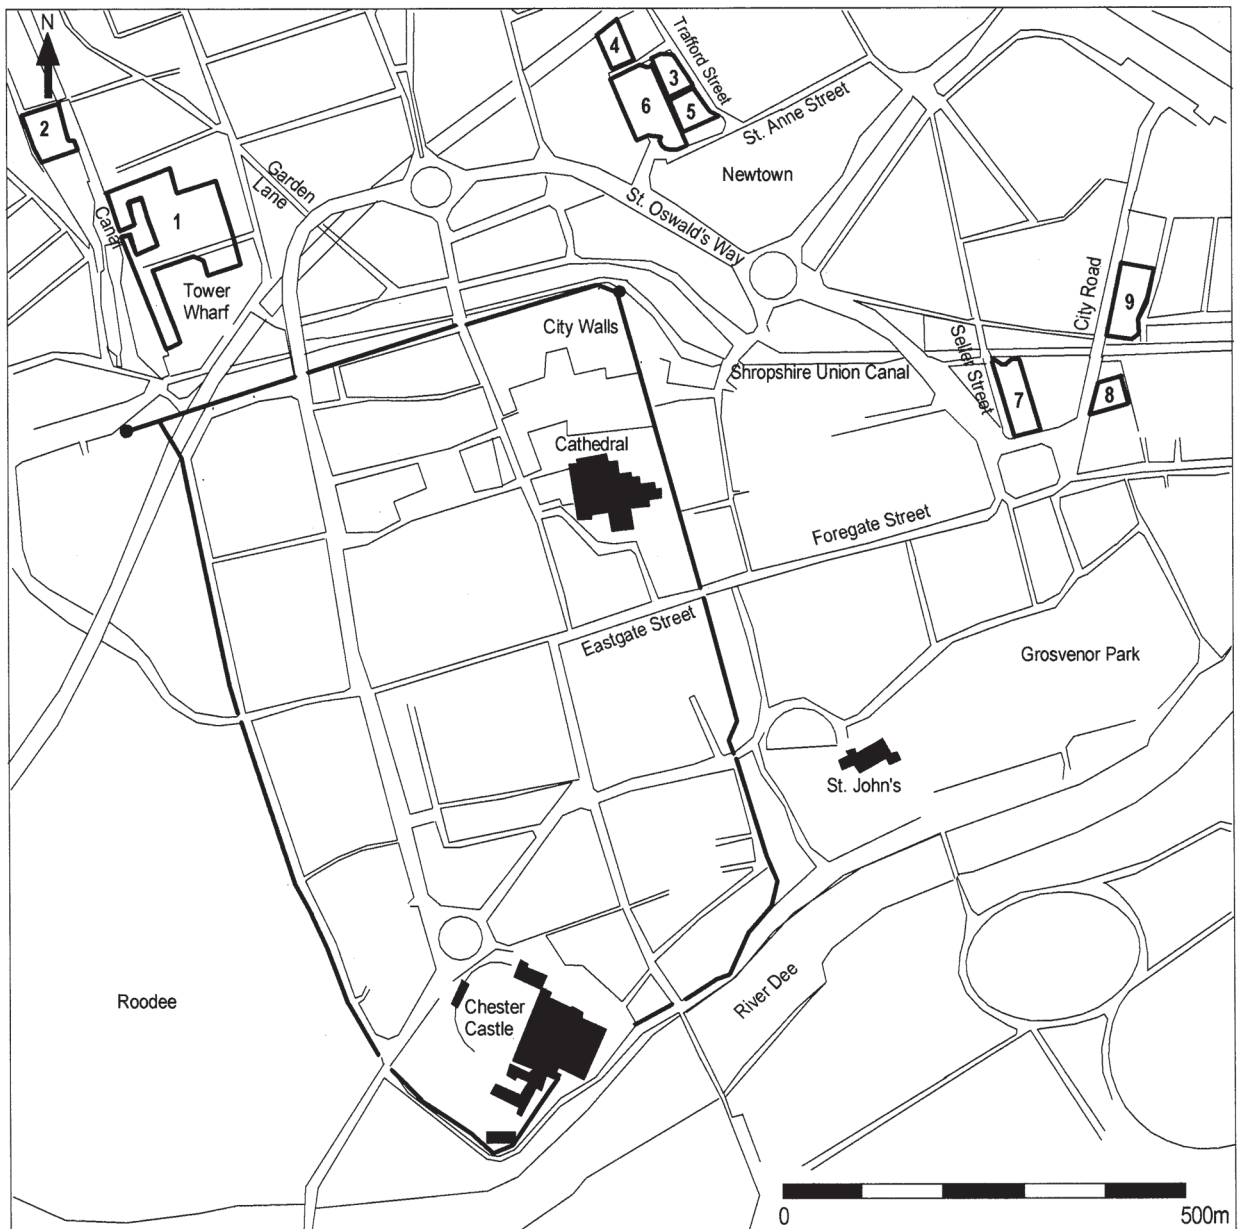 N
4
Trafford Street
3
6
5
2
St. Anne Street
Newtown
Garden
Lane
Canal
1
St. Oswald's Way
Tower
Wharf
City Road
9
City Walls
Seller Street
Shropshire Union Canal
7
8
Cathedral
Foregate Street
Eastgate Street
Grosvenor Park
St. John's
Roodee
Chester
Castle
River Dee
0
500m